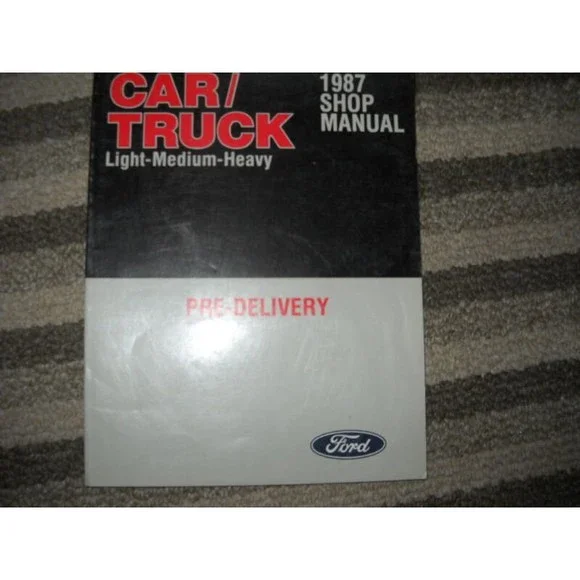 CAR/
TRUCK
Light-Medium-Heavy
1987
SHOP
MANUAL
PRE-DELIVERY
Ford